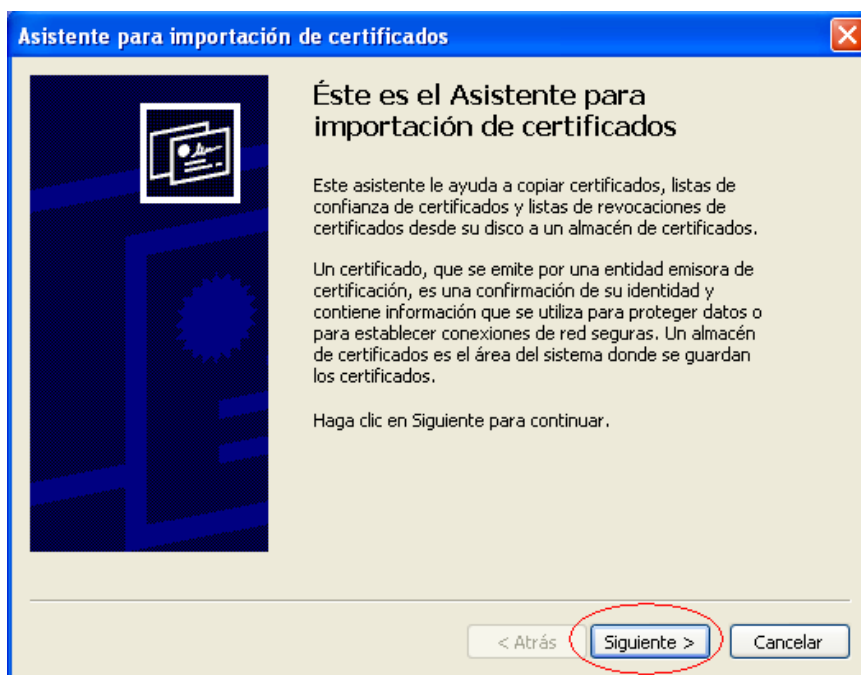 Asistente para importación de certificados
Éste es el Asistente para
importación de certificados
Este asistente le ayuda a copiar certificados, listas de
confianza de certificados y listas de revocaciones de
certificados desde su disco a un almacén de certificados.
Un certificado, que se emite por una entidad emisora de
certificación, es una confirmación de su identidad y
contiene información que se utiliza para proteger datos o
para establecer conexiones de red seguras. Un almacén
de certificados es el área del sistema donde se guardan
los certificados.
Haga clic en Siguiente para continuar.
< Atrás
Siguiente >
Cancelar